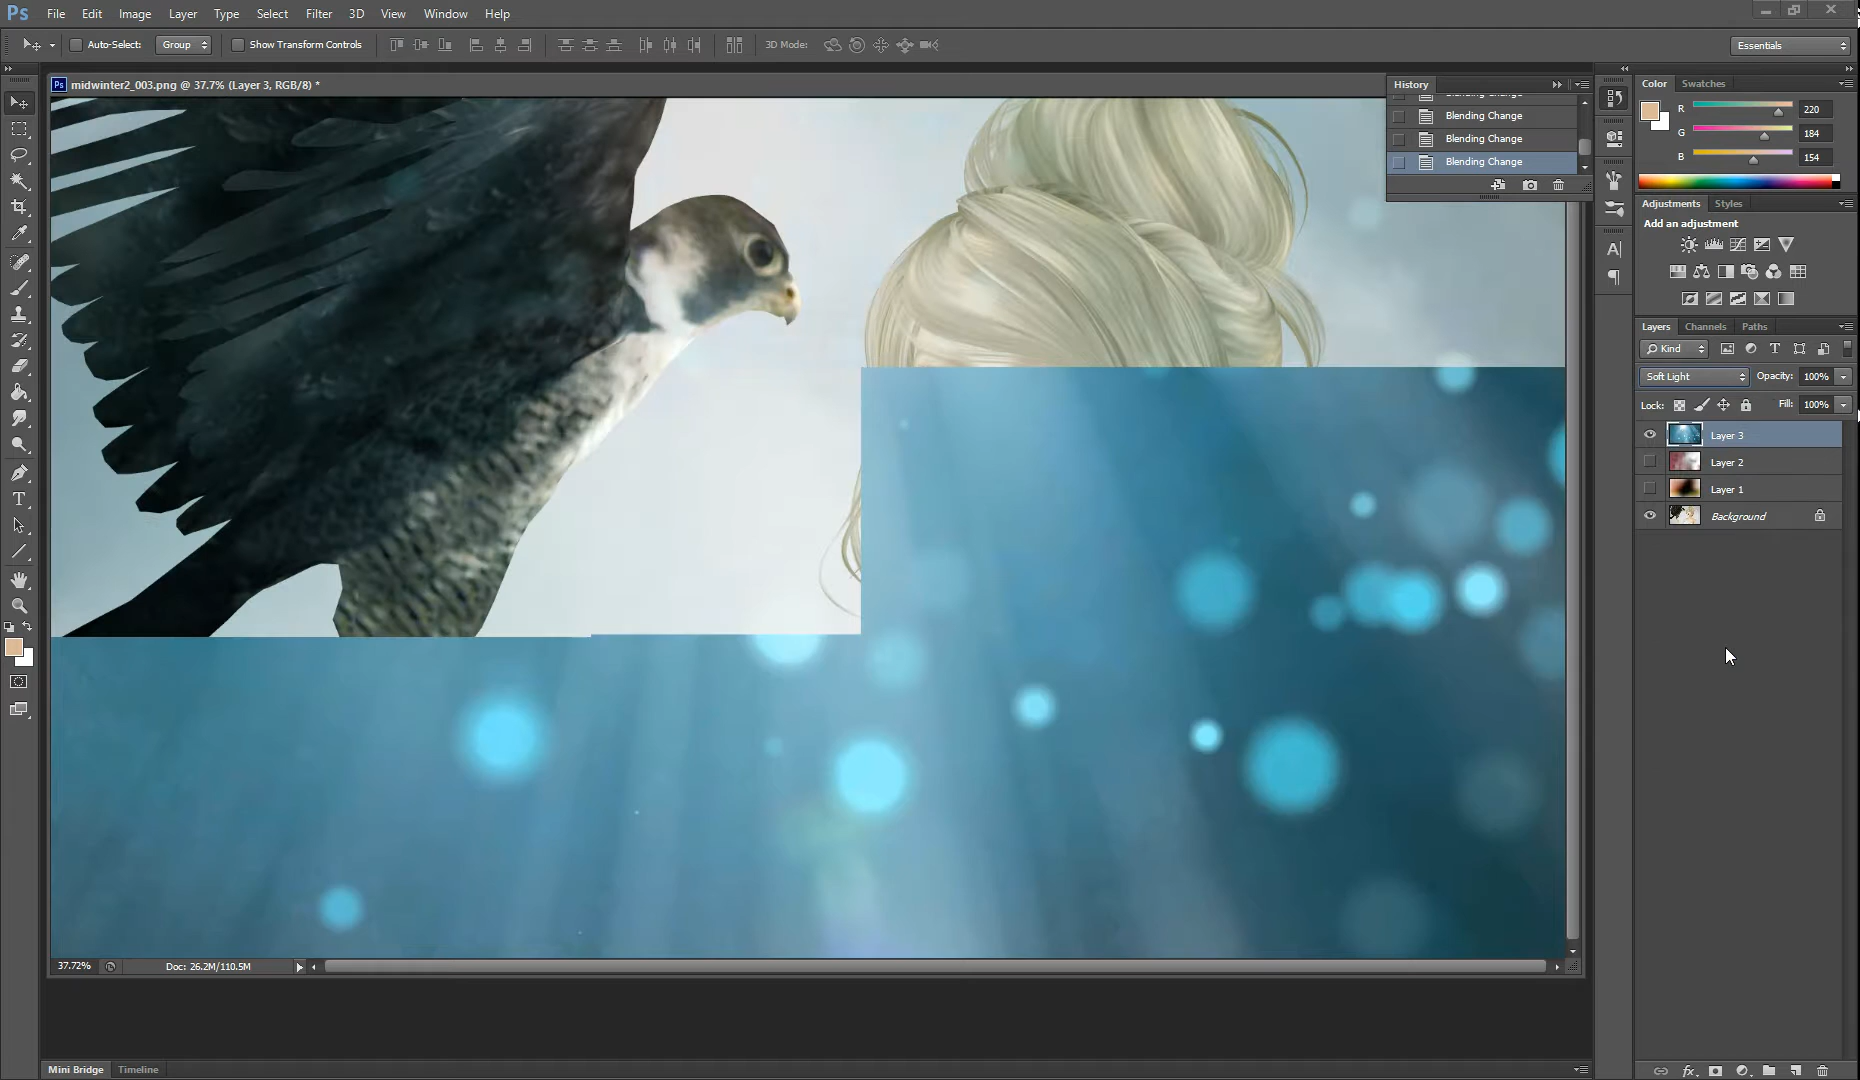 Ps File Edit Image Layer Type Select Filter 3D View Window Help
Auto-Select: Group Show Transform Controls 3D Mode: Essentials
Ps midwinter2_003.png @ 37.7% (Layer 3, RGB/8) *
History
Blending Change
Blending Change
Blending Change
Blending Change
Color Swatches
R 220
G 184
B 154
Adjustments Styles
Add an adjustment
Layers Channels Paths
Kind
Soft Light Opacity: 100%
Lock: Fill: 100%
Layer 3
Layer 2
Layer 1
Background
37.72% Doc: 26.2M/110.5M
Mini Bridge Timeline